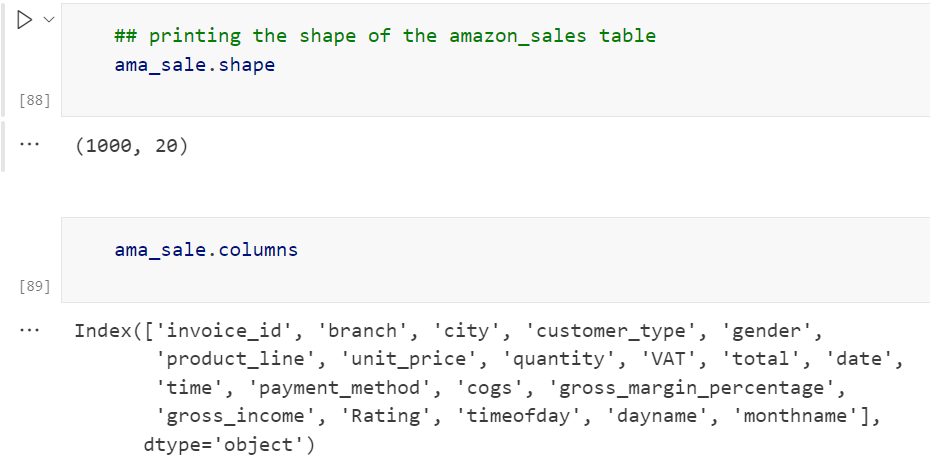 ## printing the shape of the amazon_sales table
ama_sale.shape
[88]
(1000, 20)
ama_sale.columns
[89]
Index(['invoice_id', 'branch', 'city', 'customer_type', 'gender',
'product_line', 'unit_price', 'quantity', 'VAT', 'total', 'date',
'time', 'payment_method', 'cogs', 'gross_margin_percentage',
'gross_income', 'Rating', 'timeofday', 'dayname', 'monthname'],
dtype='object')